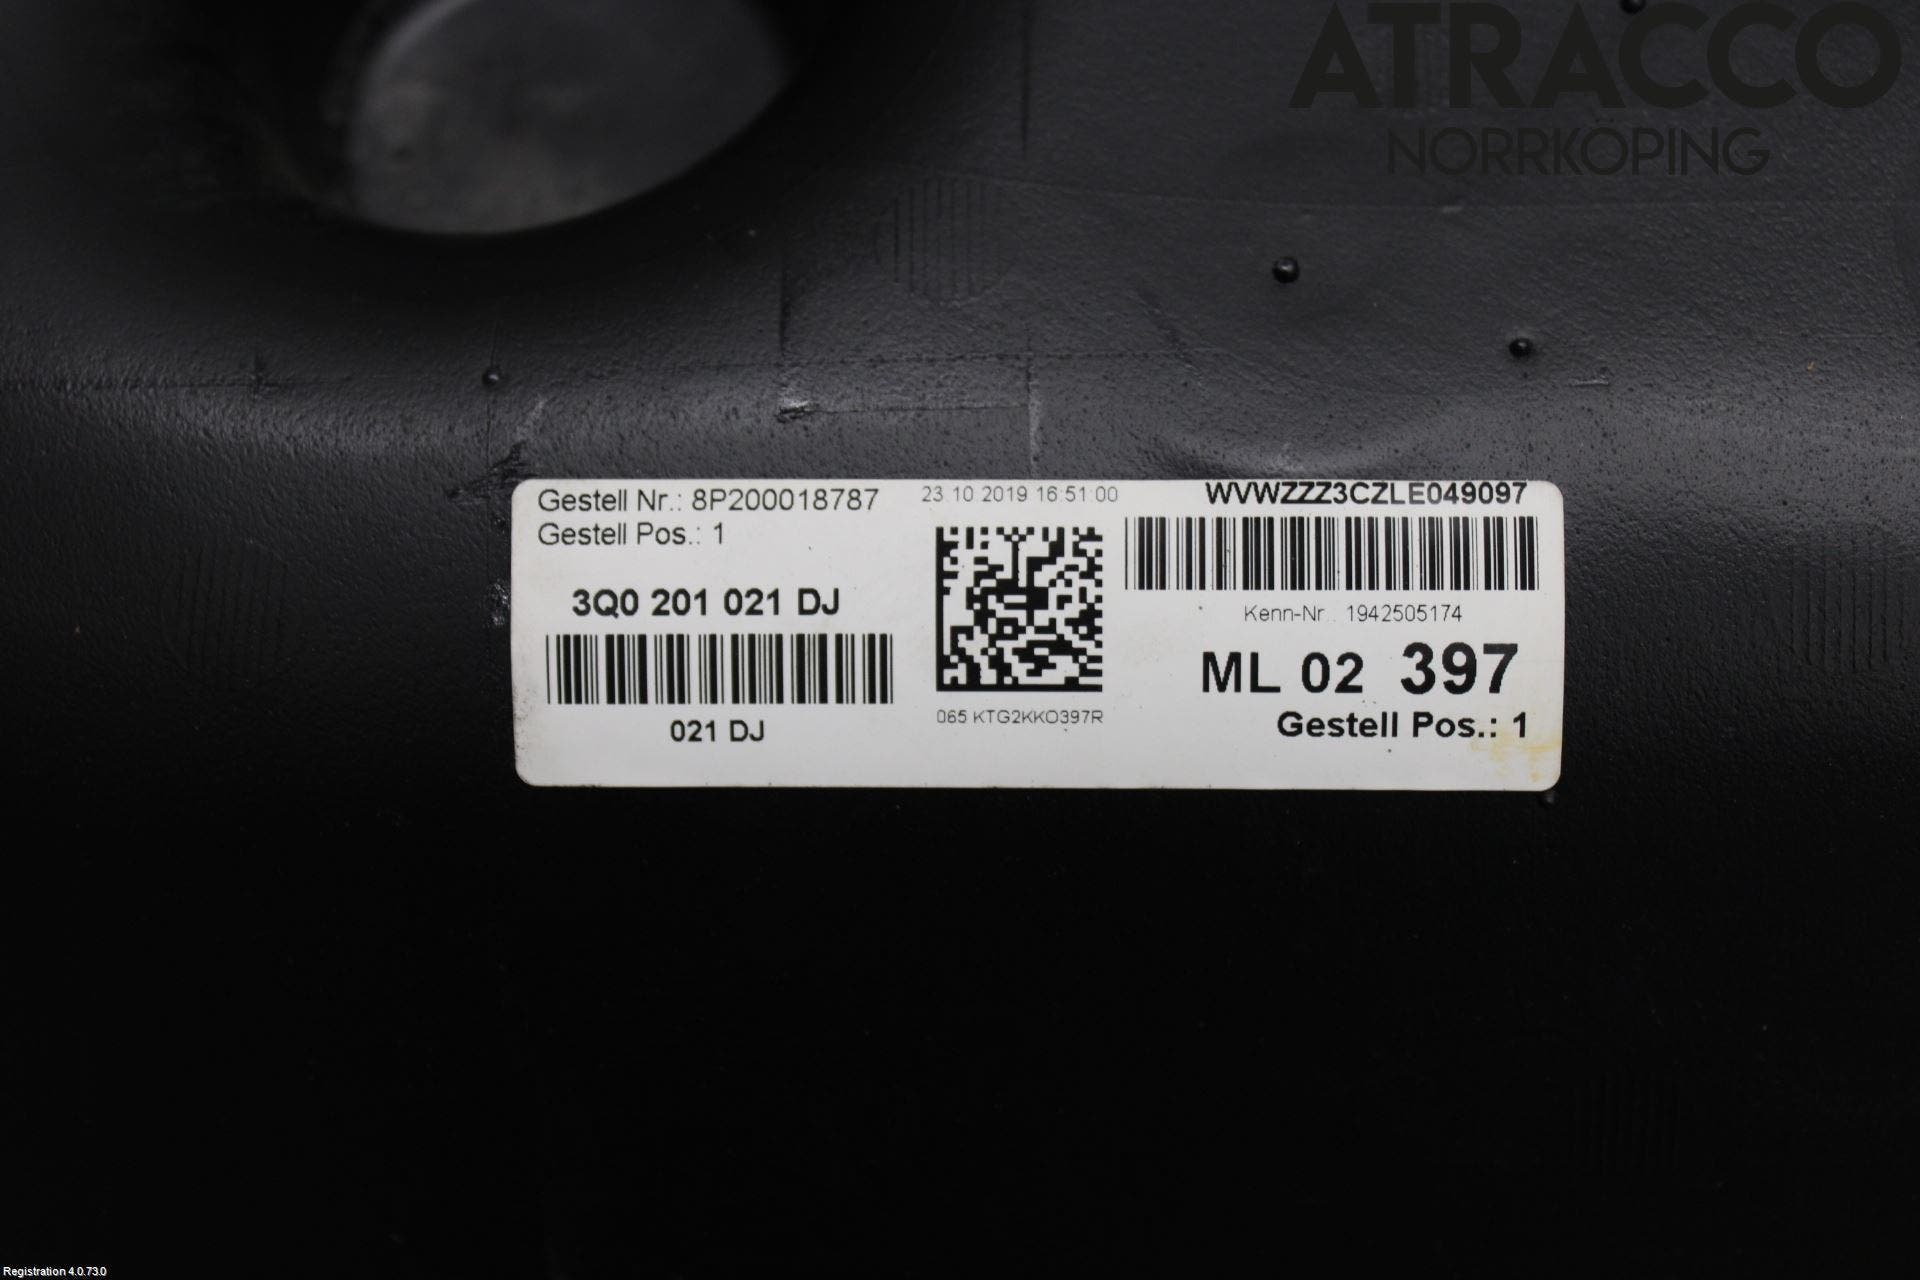 ATRACCO
NORRKÖPING
Gestell Nr.: 8P200018787
Gestell Pos.: 1
3Q0 201 021 DJ
021 DJ
23.10 2019 16:51:00
065 KTG2KKO397R
WVWZZZ3CZLE049097
Kenn-Nr.: 1942505174
ML 02 397
Gestell Pos.: 1
Registration 4.0.73.0